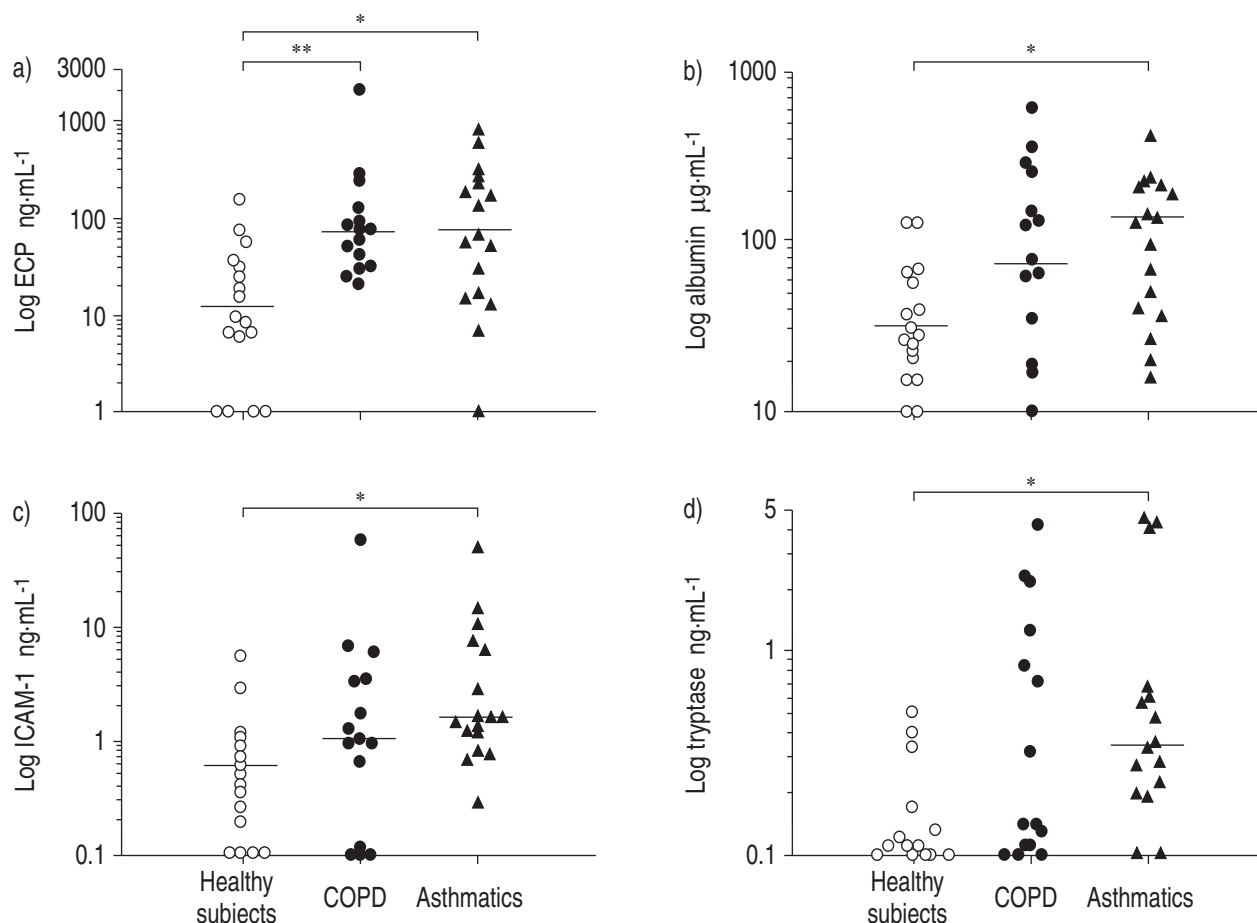 a)
*
**
Log ECP ng·mL-1
3000
1000
100
10
1
b)
*
Log albumin µg·mL-1
1000
100
10
c)
*
Log ICAM-1 ng·mL-1
100
10
1
0.1
Healthy
subjects
COPD
Asthmatics
d)
*
Log tryptase ng·mL-1
5
1
0.1
Healthy
subjects
COPD
Asthmatics